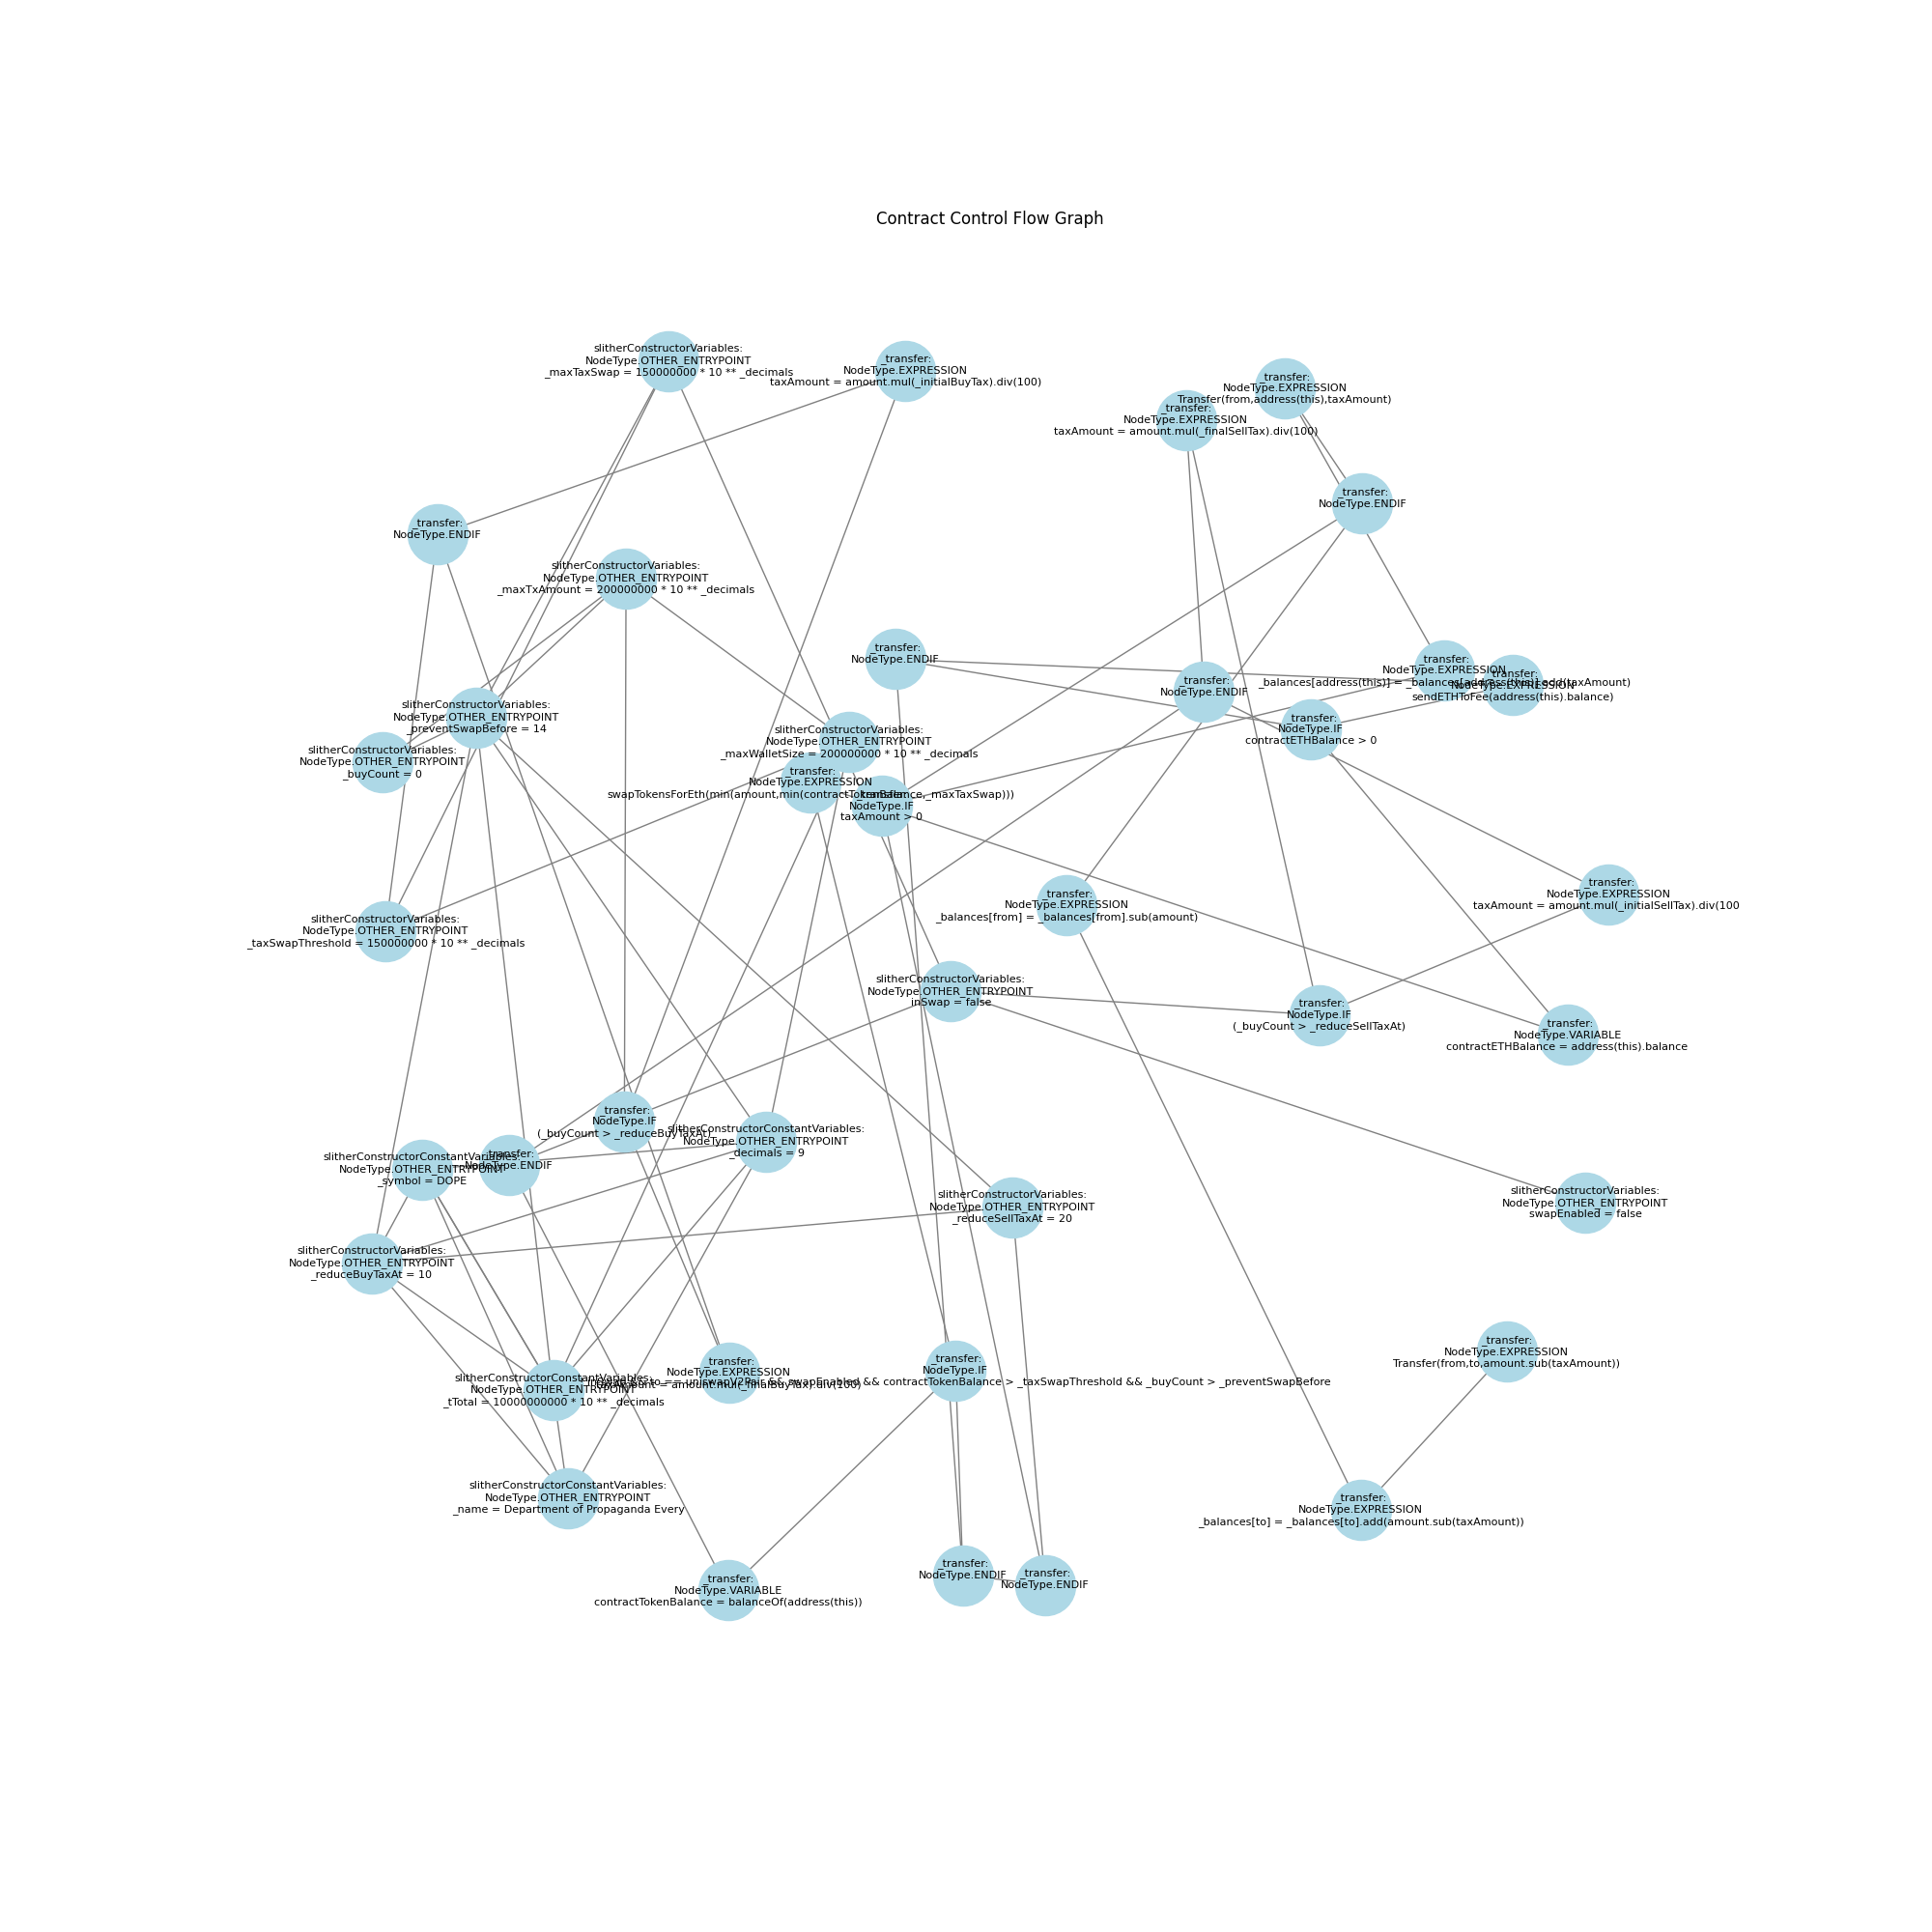 Contract Control Flow Graph
slitherConstructorVariables:
NodeType.OTHER_ENTRYPOINT
_maxTaxSwap = 150000000 * 10 ** _decimals
_transfer:
NodeType.EXPRESSION
taxAmount = amount.mul(_initialBuyTax).div(100)
_transfer:
NodeType.EXPRESSION
Transfer(from,address(this),taxAmount)
_transfer:
NodeType.EXPRESSION
taxAmount = amount.mul(_finalSellTax).div(100)
_transfer:
NodeType.ENDIF
_transfer:
NodeType.ENDIF
slitherConstructorVariables:
NodeType.OTHER_ENTRYPOINT
_maxTxAmount = 200000000 * 10 ** _decimals
_transfer:
NodeType.ENDIF
_transfer:
NodeType.EXPRESSION
_balances[address(this)] = _balances[address(this)].add(taxAmount)
_transfer:
NodeType.EXPRESSION
sendETHToFee(address(this).balance)
_transfer:
NodeType.ENDIF
slitherConstructorVariables:
NodeType.OTHER_ENTRYPOINT
_preventSwapBefore = 14
_transfer:
NodeType.IF
contractETHBalance > 0
slitherConstructorVariables:
NodeType.OTHER_ENTRYPOINT
_maxWalletSize = 200000000 * 10 ** _decimals
slitherConstructorVariables:
NodeType.OTHER_ENTRYPOINT
_buyCount = 0
_transfer:
NodeType.EXPRESSION
swapTokensForEth(min(amount,min(contractTokenBalance,_maxTaxSwap)))
_transfer:
NodeType.IF
taxAmount > 0
_transfer:
NodeType.EXPRESSION
taxAmount = amount.mul(_initialSellTax).div(100
_transfer:
NodeType.EXPRESSION
_balances[from] = _balances[from].sub(amount)
slitherConstructorVariables:
NodeType.OTHER_ENTRYPOINT
_taxSwapThreshold = 150000000 * 10 ** _decimals
slitherConstructorVariables:
NodeType.OTHER_ENTRYPOINT
inSwap = false
_transfer:
NodeType.IF
(_buyCount > _reduceSellTaxAt)
_transfer:
NodeType.VARIABLE
contractETHBalance = address(this).balance
_transfer:
NodeType.IF
(_buyCount > _reduceBuyTaxAt)
slitherConstructorConstantVariables:
NodeType.OTHER_ENTRYPOINT
_decimals = 9
slitherConstructorConstantVariables:
NodeType.OTHER_ENTRYPOINT
_symbol = DOPE
_transfer:
NodeType.ENDIF
slitherConstructorVariables:
NodeType.OTHER_ENTRYPOINT
_reduceSellTaxAt = 20
slitherConstructorVariables:
NodeType.OTHER_ENTRYPOINT
swapEnabled = false
slitherConstructorVariables:
NodeType.OTHER_ENTRYPOINT
_reduceBuyTaxAt = 10
_transfer:
NodeType.EXPRESSION
Transfer(from,to,amount.sub(taxAmount))
_transfer:
NodeType.EXPRESSION
taxAmount = amount.mul(_finalBuyTax).div(100)
_transfer:
NodeType.IF
to == uniswapV2Pair && swapEnabled && contractTokenBalance > _taxSwapThreshold && _buyCount > _preventSwapBefore
slitherConstructorConstantVariables:
NodeType.OTHER_ENTRYPOINT
_tTotal = 10000000000 * 10 ** _decimals
slitherConstructorConstantVariables:
NodeType.OTHER_ENTRYPOINT
_name = Department of Propaganda Every
_transfer:
NodeType.EXPRESSION
_balances[to] = _balances[to].add(amount.sub(taxAmount))
_transfer:
NodeType.VARIABLE
contractTokenBalance = balanceOf(address(this))
_transfer:
NodeType.ENDIF
_transfer:
NodeType.ENDIF